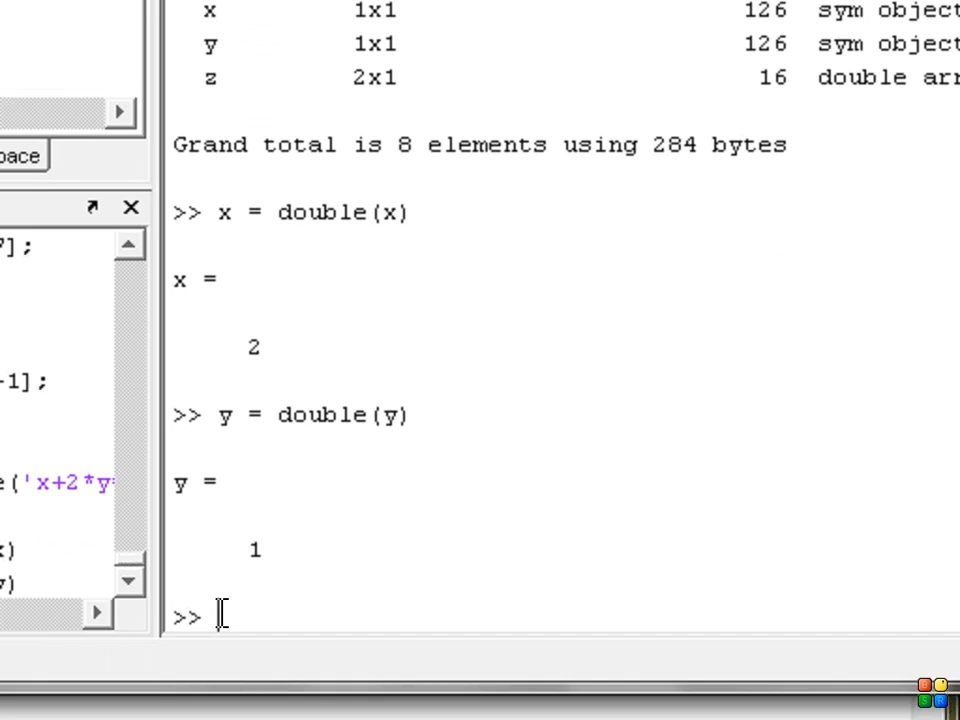 x 1x1 126 sym object
y 1x1 126 sym object
z 2x1 16 double arr
Grand total is 8 elements using 284 bytes
pace
>> x = double(x)
7];
x =
2
-1];
>> y = double(y)
y =
e('x+2*y
1
x)
y)
>>